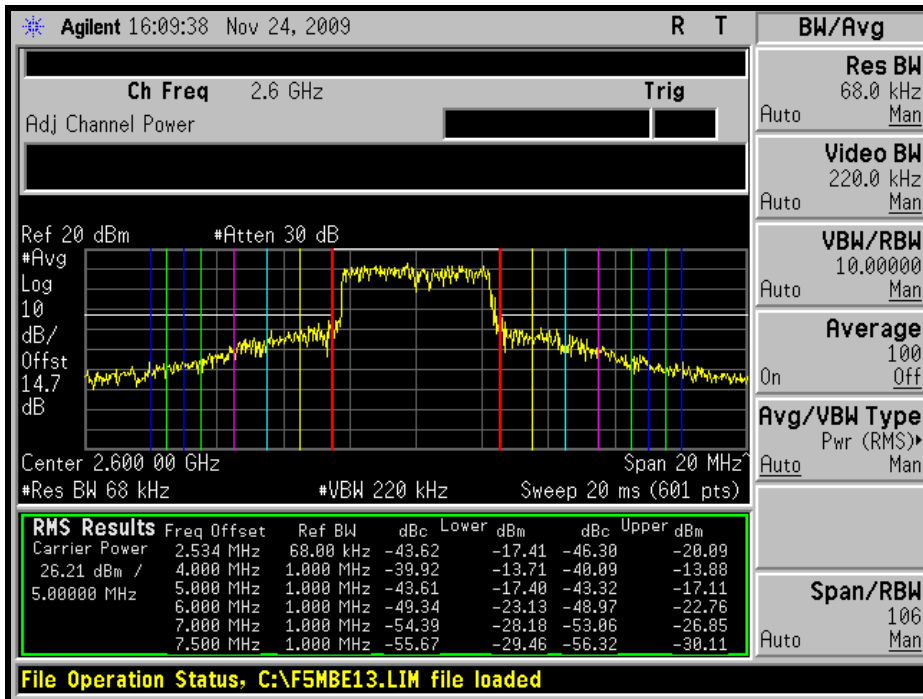 Agilent 16:09:38 Nov 24, 2009 R T
Ch Freq 2.6 GHz Trig
Adj Channel Power
Ref 20 dBm #Atten 30 dB
#Avg
Log
10
dB/
Offst
14.7
dB
Center 2.600 00 GHz Span 20 MHz^
#Res BW 68 kHz #VBW 220 kHz Sweep 20 ms (601 pts)
RMS Results Freq Offset Ref BW dBc Lower dBm dBc Upper dBm
Carrier Power 2.534 MHz 68.00 kHz -43.62 -17.41 -46.30 -20.09
26.21 dBm / 4.000 MHz 1.000 MHz -39.92 -13.71 -40.09 -13.88
5.00000 MHz 5.000 MHz 1.000 MHz -43.61 -17.40 -43.32 -17.11
6.000 MHz 1.000 MHz -49.34 -23.13 -48.97 -22.76
7.000 MHz 1.000 MHz -54.39 -28.18 -53.06 -26.85
7.500 MHz 1.000 MHz -55.67 -29.46 -56.32 -30.11
File Operation Status, C:\F5MBE13.LIM file loaded
BW/Avg
Res BW
68.0 kHz
Auto Man
Video BW
220.0 kHz
Auto Man
VBW/RBW
10.00000
Auto Man
Average
100
On Off
Avg/VBW Type
Pwr (RMS)▸
Auto Man
Span/RBW
106
Auto Man